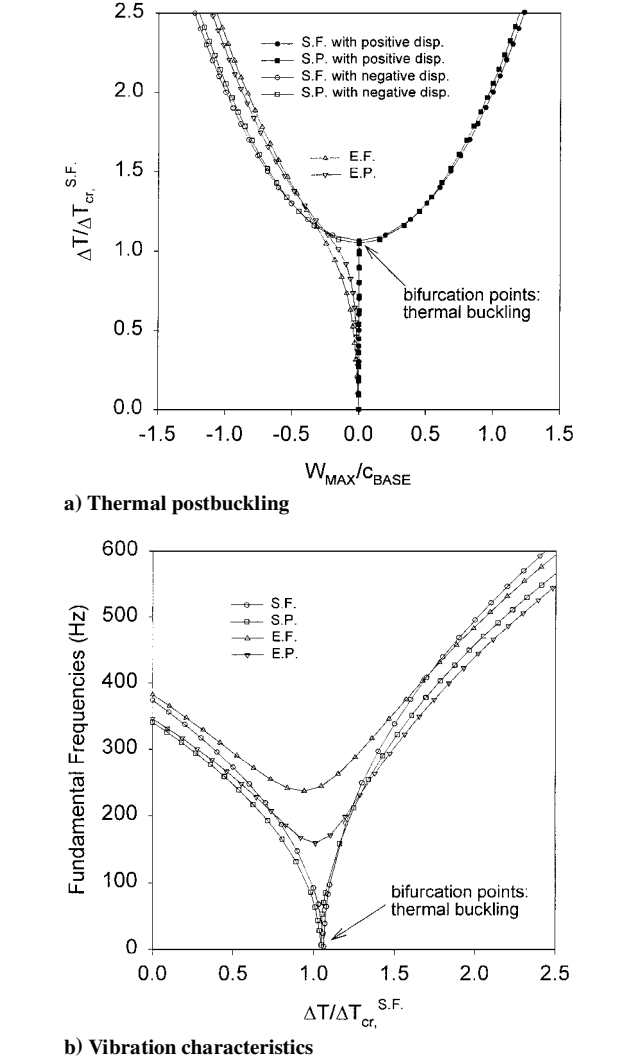 2.5
2.0
1.5
1.0
0.5
0.0
ΔT/ΔT_cr,^S.F.
S.F. with positive disp.
S.P. with positive disp.
S.F. with negative disp.
S.P. with negative disp.
E.F.
E.P.
bifurcation points:
thermal buckling
-1.5 -1.0 -0.5 0.0 0.5 1.0 1.5
W_MAX/c_BASE
a) Thermal postbuckling
600
500
400
300
200
100
0
Fundamental Frequencies (Hz)
S.F.
S.P.
E.F.
E.P.
bifurcation points:
thermal buckling
0.0 0.5 1.0 1.5 2.0 2.5
ΔT/ΔT_cr,^S.F.
b) Vibration characteristics